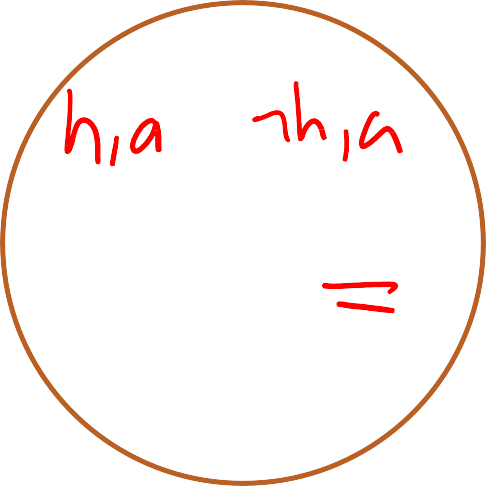 h,a ¬h,a
=